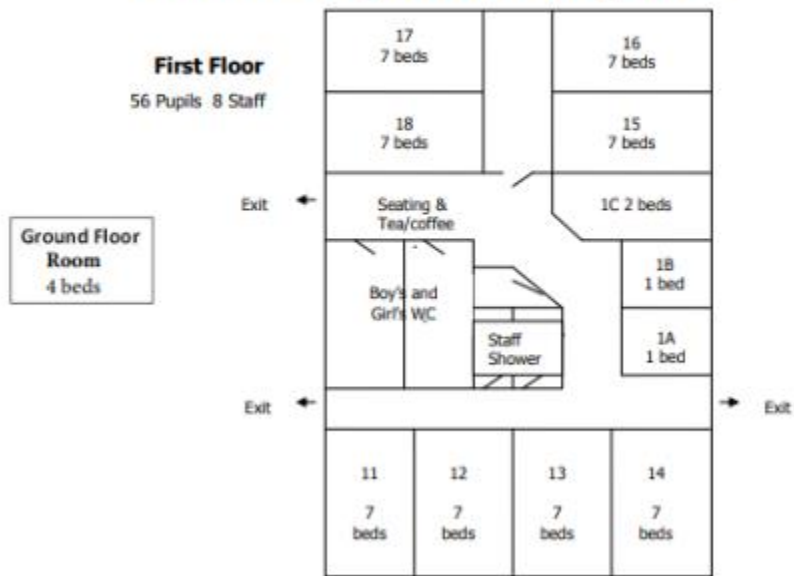 First Floor
56 Pupils 8 Staff
17
7 beds
16
7 beds
18
7 beds
15
7 beds
Exit
Seating &
Tea/coffee
1C 2 beds
Ground Floor
Room
4 beds
1B
1 bed
Boy's and
Girl's WC
Staff
Shower
1A
1 bed
Exit
Exit
11
7
beds
12
7
beds
13
7
beds
14
7
beds